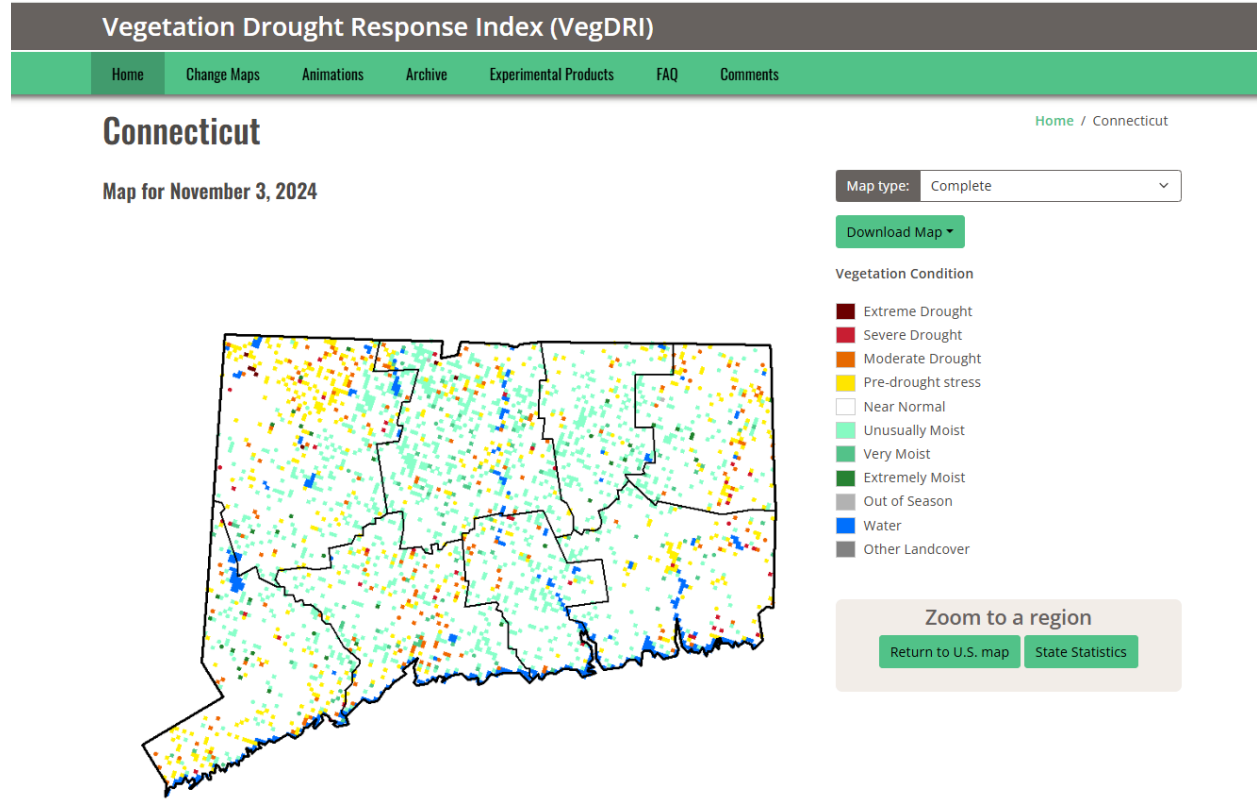 Vegetation Drought Response Index (VegDRI)
Home Change Maps Animations Archive Experimental Products FAQ Comments
Connecticut
Home / Connecticut
Map for November 3, 2024
Map type: Complete
Download Map
Vegetation Condition
Extreme Drought
Severe Drought
Moderate Drought
Pre-drought stress
Near Normal
Unusually Moist
Very Moist
Extremely Moist
Out of Season
Water
Other Landcover
Zoom to a region
Return to U.S. map State Statistics